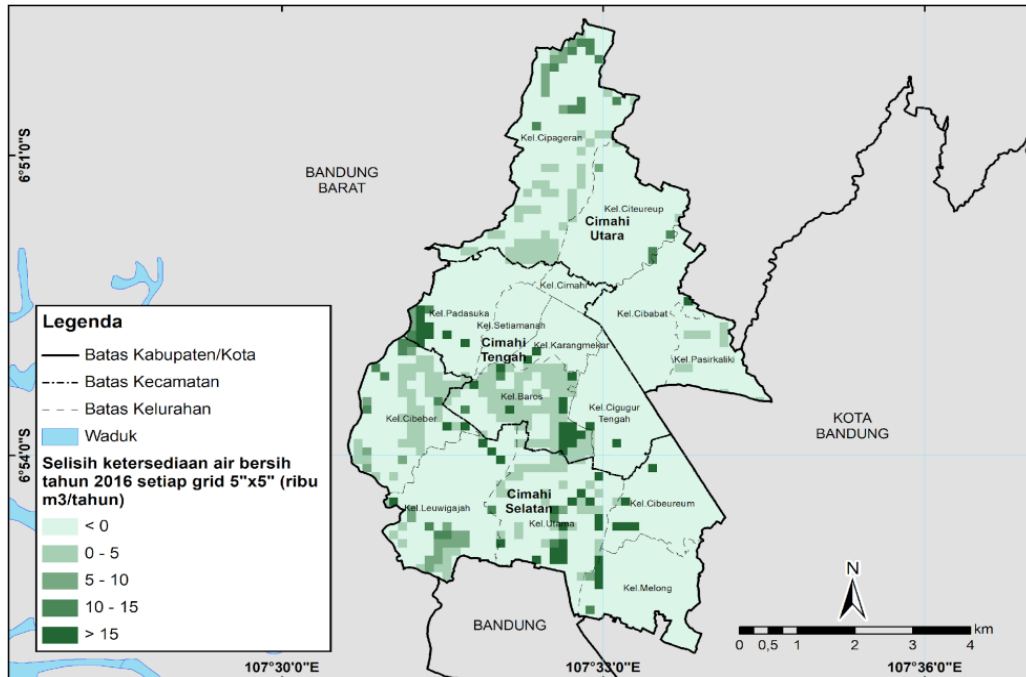 Kel.Cipageran
6°51'0"S
BANDUNG
BARAT
Kel.Citeureup
Cimahi
Utara
Kel.Cimahi
Kel.Padasuka
Kel.Cibabat
Kel.Setiamanah
Cimahi
Tengah
Kel.Karangmekar
Kel.Pasirkaliki
Kel.Baros
Kel.Cigugur
Tengah
Kel.Cibeber
KOTA
BANDUNG
6°54'0"S
Cimahi
Selatan
Kel.Leuwigajah
Kel.Utama
Kel.Cibeureum
Kel.Melong
BANDUNG
Legenda
Batas Kabupaten/Kota
Batas Kecamatan
Batas Kelurahan
Waduk
Selisih ketersediaan air bersih
tahun 2016 setiap grid 5"x5" (ribu
m3/tahun)
< 0
0 - 5
5 - 10
10 - 15
> 15
N
km
0 0,5 1 2 3 4
107°30'0"E 107°33'0"E 107°36'0"E